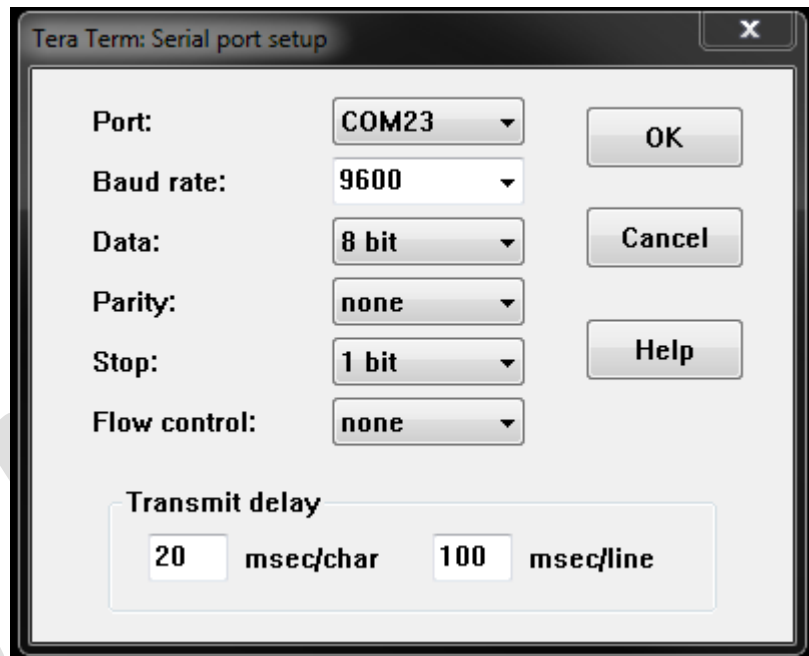 Tera Term: Serial port setup
x
Port: COM23 OK
Baud rate: 9600
Data: 8 bit Cancel
Parity: none
Stop: 1 bit Help
Flow control: none
Transmit delay
20 msec/char 100 msec/line